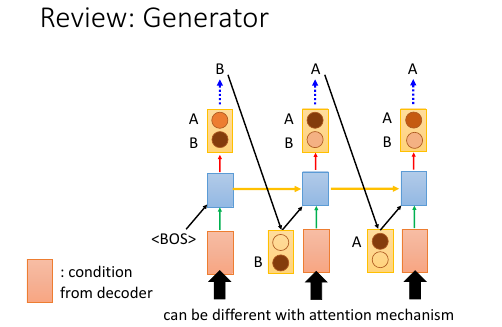 Review: Generator
B
A
A
A
B
A
B
A
B
<BOS>
B
A
: condition
from decoder
can be different with attention mechanism